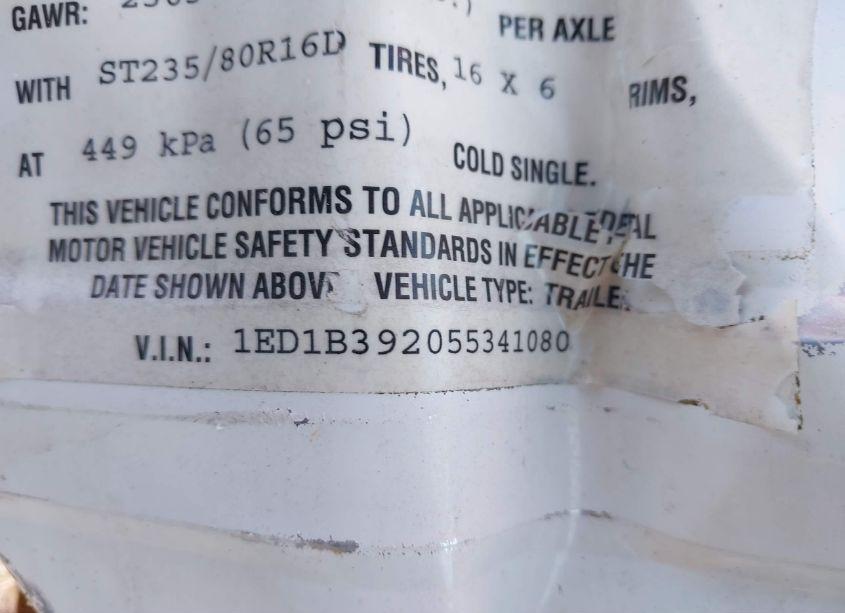 GAWR:
PER AXLE
WITH ST235/80R16D TIRES, 16 X 6 RIMS,
AT 449 kPa (65 psi) COLD SINGLE.
THIS VEHICLE CONFORMS TO ALL
MOTOR VEHICLE SAFETY STANDARDS IN EFFECT
DATE SHOWN VEHICLE TYPE:
V.I.N.: 1ED1B392055341080